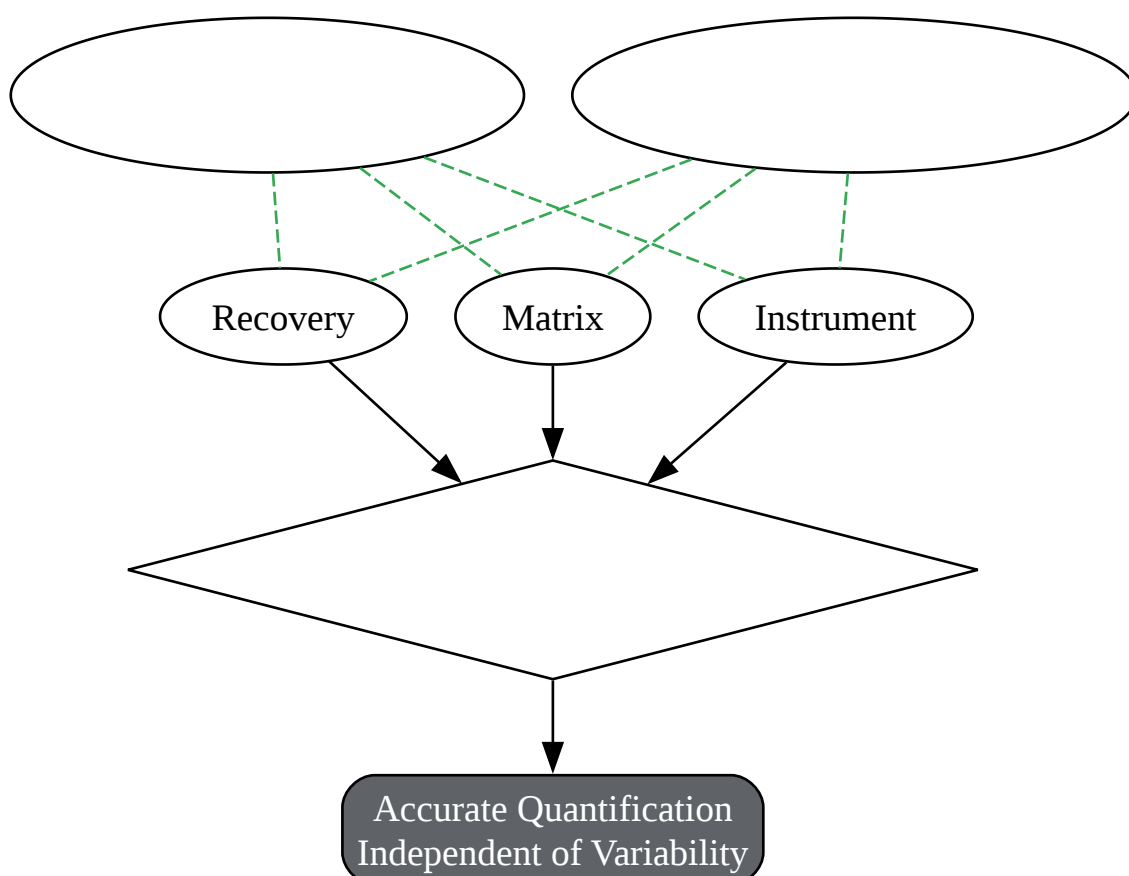 Recovery
Matrix
Instrument
Accurate Quantification
Independent of Variability